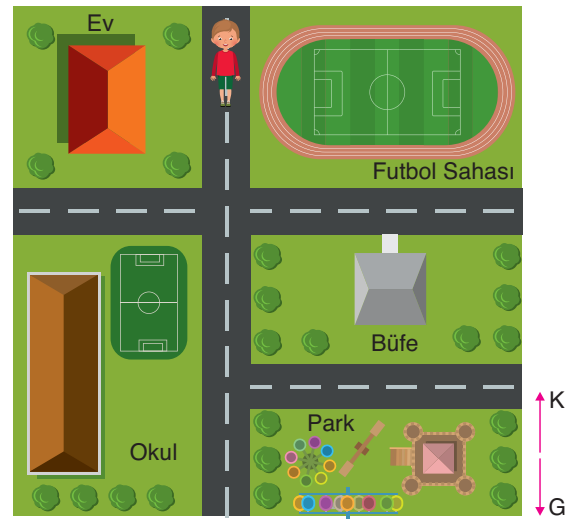 Ev
Futbol Sahası
Büfe
Park
Okul
K
G